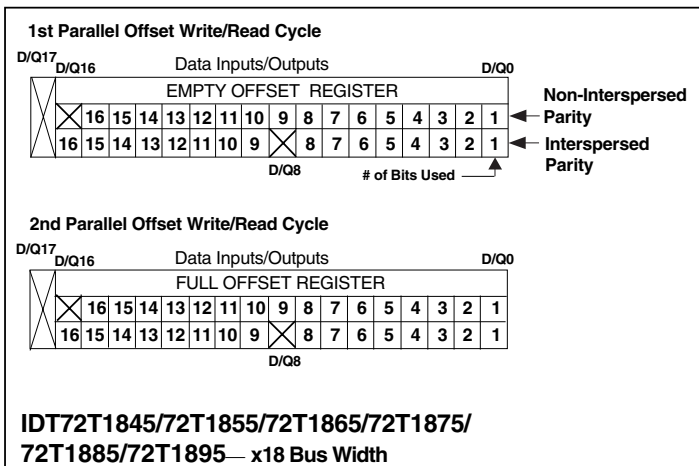 1st Parallel Offset Write/Read Cycle
D/Q17 D/Q16 Data Inputs/Outputs D/Q0
EMPTY OFFSET REGISTER
16 15 14 13 12 11 10 9 8 7 6 5 4 3 2 1 Non-Interspersed Parity
16 15 14 13 12 11 10 9 8 7 6 5 4 3 2 1 Interspersed Parity
D/Q8 # of Bits Used
2nd Parallel Offset Write/Read Cycle
D/Q17 D/Q16 Data Inputs/Outputs D/Q0
FULL OFFSET REGISTER
16 15 14 13 12 11 10 9 8 7 6 5 4 3 2 1
16 15 14 13 12 11 10 9 8 7 6 5 4 3 2 1
D/Q8
IDT72T1845/72T1855/72T1865/72T1875/
72T1885/72T1895— x18 Bus Width